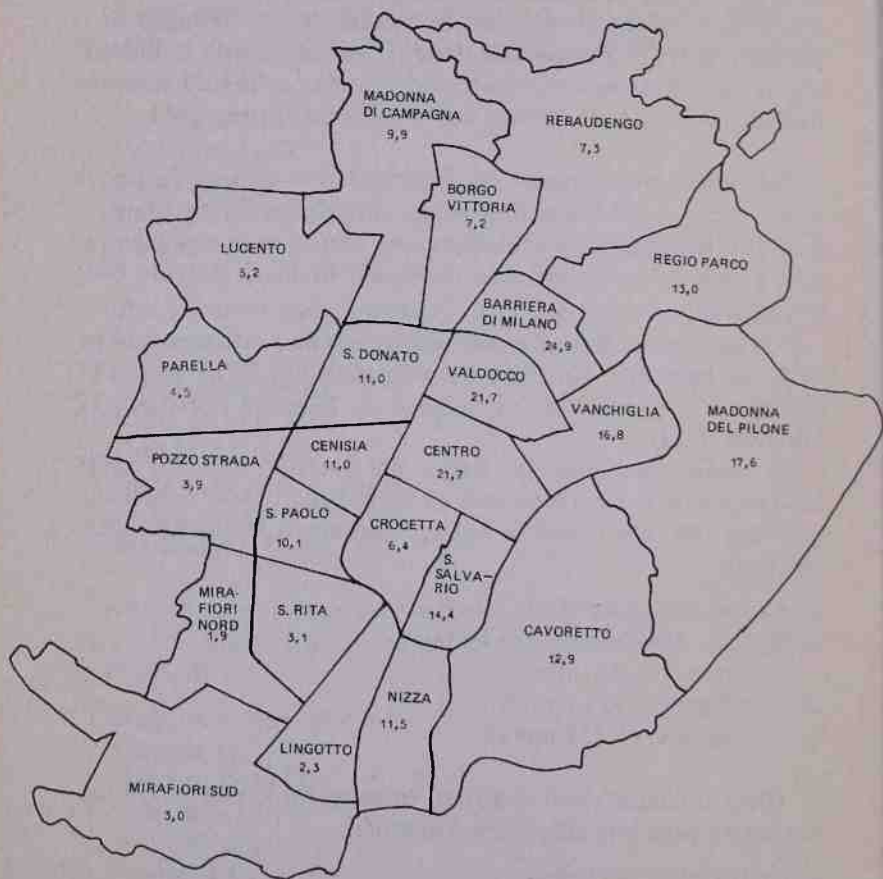 MADONNA
DI CAMPAGNA
9,9
REBAUDENGO
7,3
BORGO
VITTORIA
7,2
LUCENTO
5,2
REGIO PARCO
13,0
BARRIERA
DI MILANO
24,9
PARELLA
4,5
S. DONATO
11,0
VALDOCCO
21,7
VANCHIGLIA
16,8
MADONNA
DEL PILONE
17,6
POZZO STRADA
3,9
CENISIA
11,0
CENTRO
21,7
S. PAOLO
10,1
CROCETTA
6,4
S.
SALVA-
RIO
14,4
MIRA-
FIORI
NORD
1,9
S. RITA
3,1
CAVORETTO
12,9
NIZZA
11,5
LINGOTTO
2,3
MIRAFIORI SUD
3,0